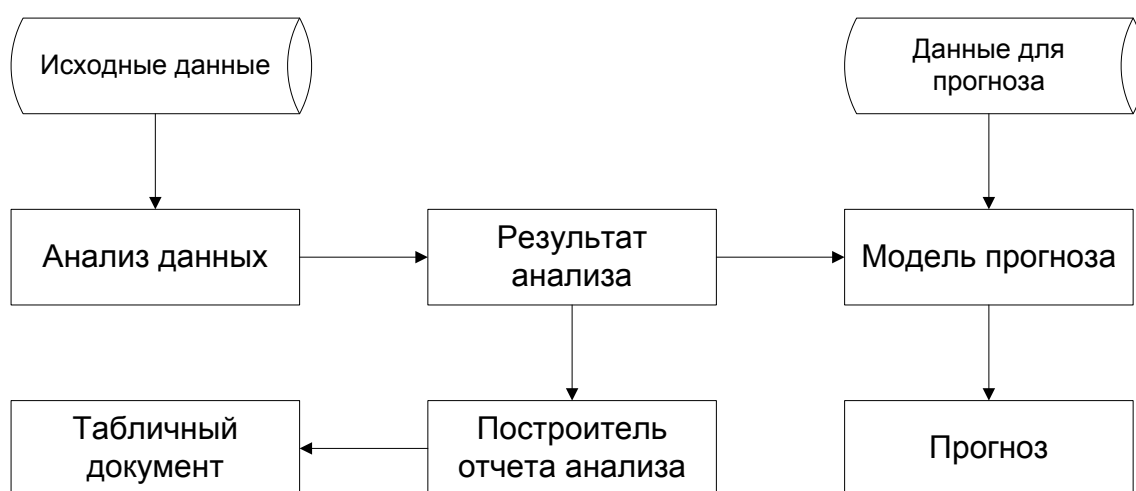 Исходные данные
Данные для
прогноза
Анализ данных
Результат
анализа
Модель прогноза
Табличный
документ
Построитель
отчета анализа
Прогноз